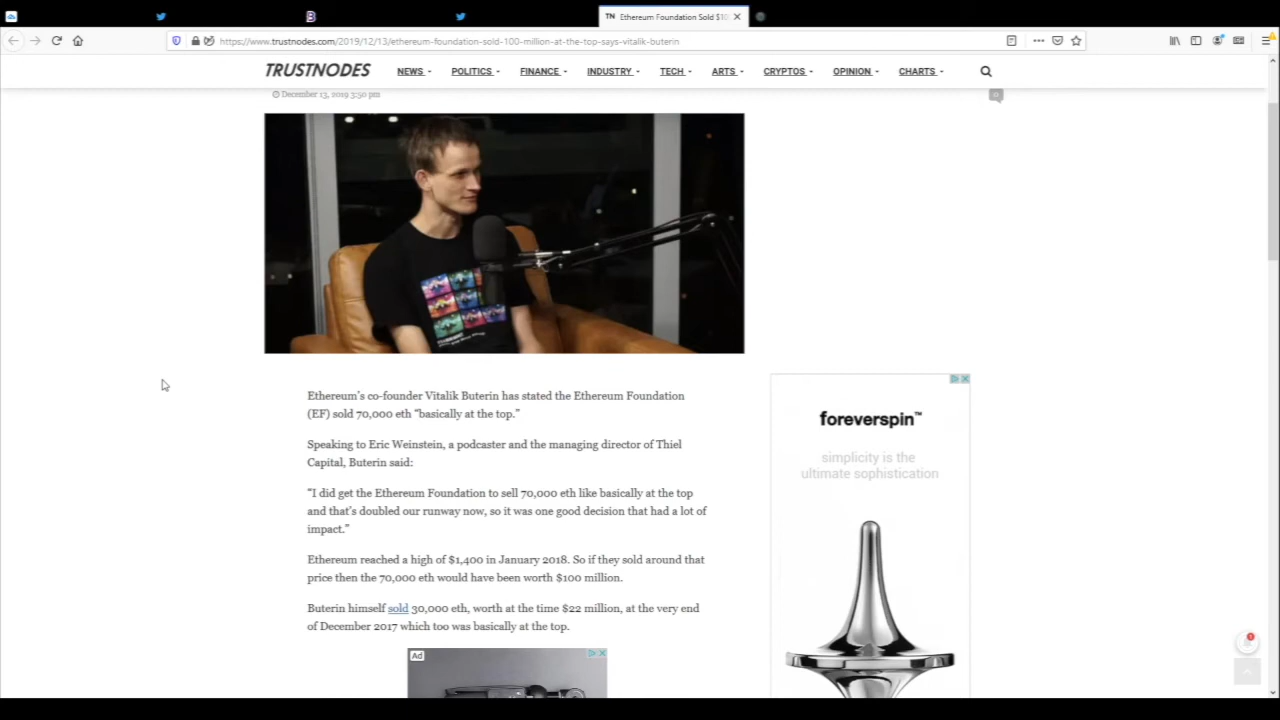 TN Ethereum Foundation Sold $10
https://www.trustnodes.com/2019/12/13/ethereum-foundation-sold-100-million-at-the-top-says-vitalik-buterin
TRUSTNODES NEWS POLITICS FINANCE INDUSTRY TECH ARTS CRYPTOS OPINION CHARTS
December 13, 2019 3:50 pm
Ethereum's co-founder Vitalik Buterin has stated the Ethereum Foundation
(EF) sold 70,000 eth “basically at the top.”
Speaking to Eric Weinstein, a podcaster and the managing director of Thiel
Capital, Buterin said:
“I did get the Ethereum Foundation to sell 70,000 eth like basically at the top
and that's doubled our runway now, so it was one good decision that had a lot of
impact.”
Ethereum reached a high of $1,400 in January 2018. So if they sold around that
price then the 70,000 eth would have been worth $100 million.
Buterin himself sold 30,000 eth, worth at the time $22 million, at the very end
of December 2017 which too was basically at the top.
Ad
foreverspin™
simplicity is the
ultimate sophistication
1